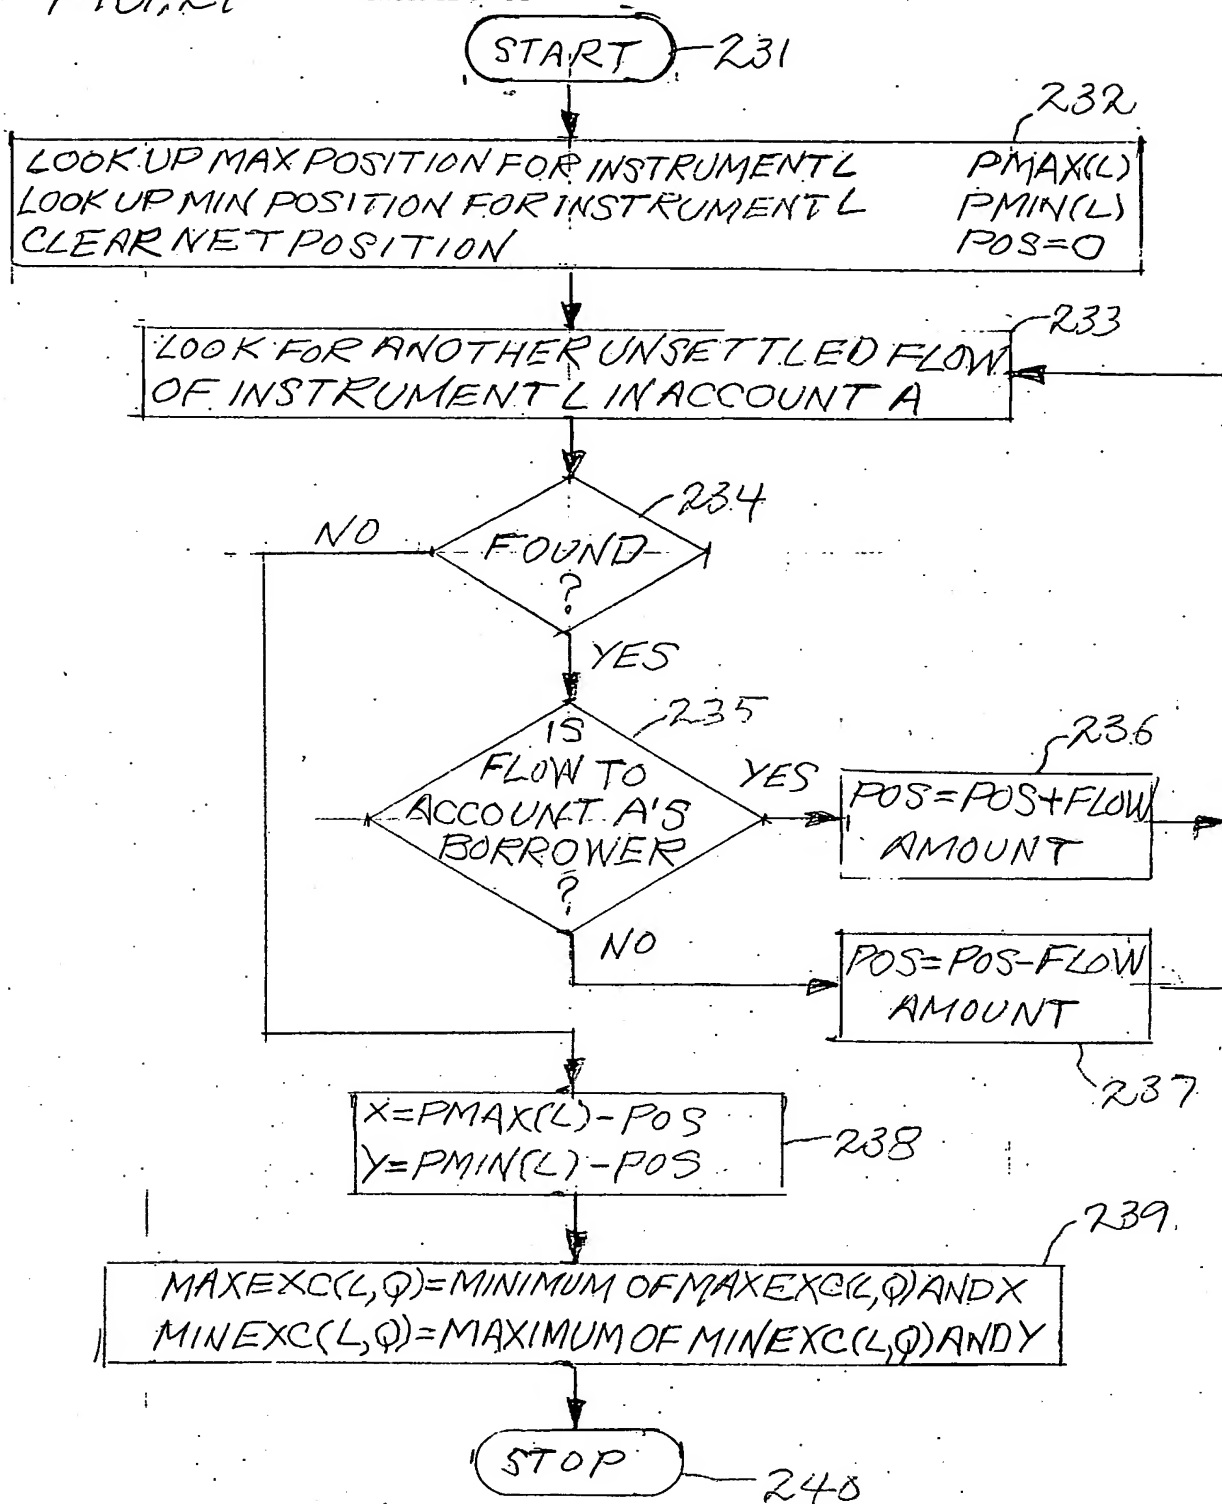 START 231
232
LOOK UP MAX POSITION FOR INSTRUMENT L PMAX(L)
LOOK UP MIN POSITION FOR INSTRUMENT L PMIN(L)
CLEAR NET POSITION POS=0
233
LOOK FOR ANOTHER UNSETTLED FLOW
OF INSTRUMENT L IN ACCOUNT A
234
NO
FOUND
?
YES
235
IS
FLOW TO
ACCOUNT A'S
BORROWER
?
YES
236
POS=POS+FLOW
AMOUNT
NO
POS=POS-FLOW
AMOUNT
237
X=PMAX(L)-POS
Y=PMIN(L)-POS
238
239
MAXEXC(L,Q)=MINIMUM OF MAXEXC(L,Q) AND X
MINEXC(L,Q)=MAXIMUM OF MINEXC(L,Q) AND Y
STOP
240